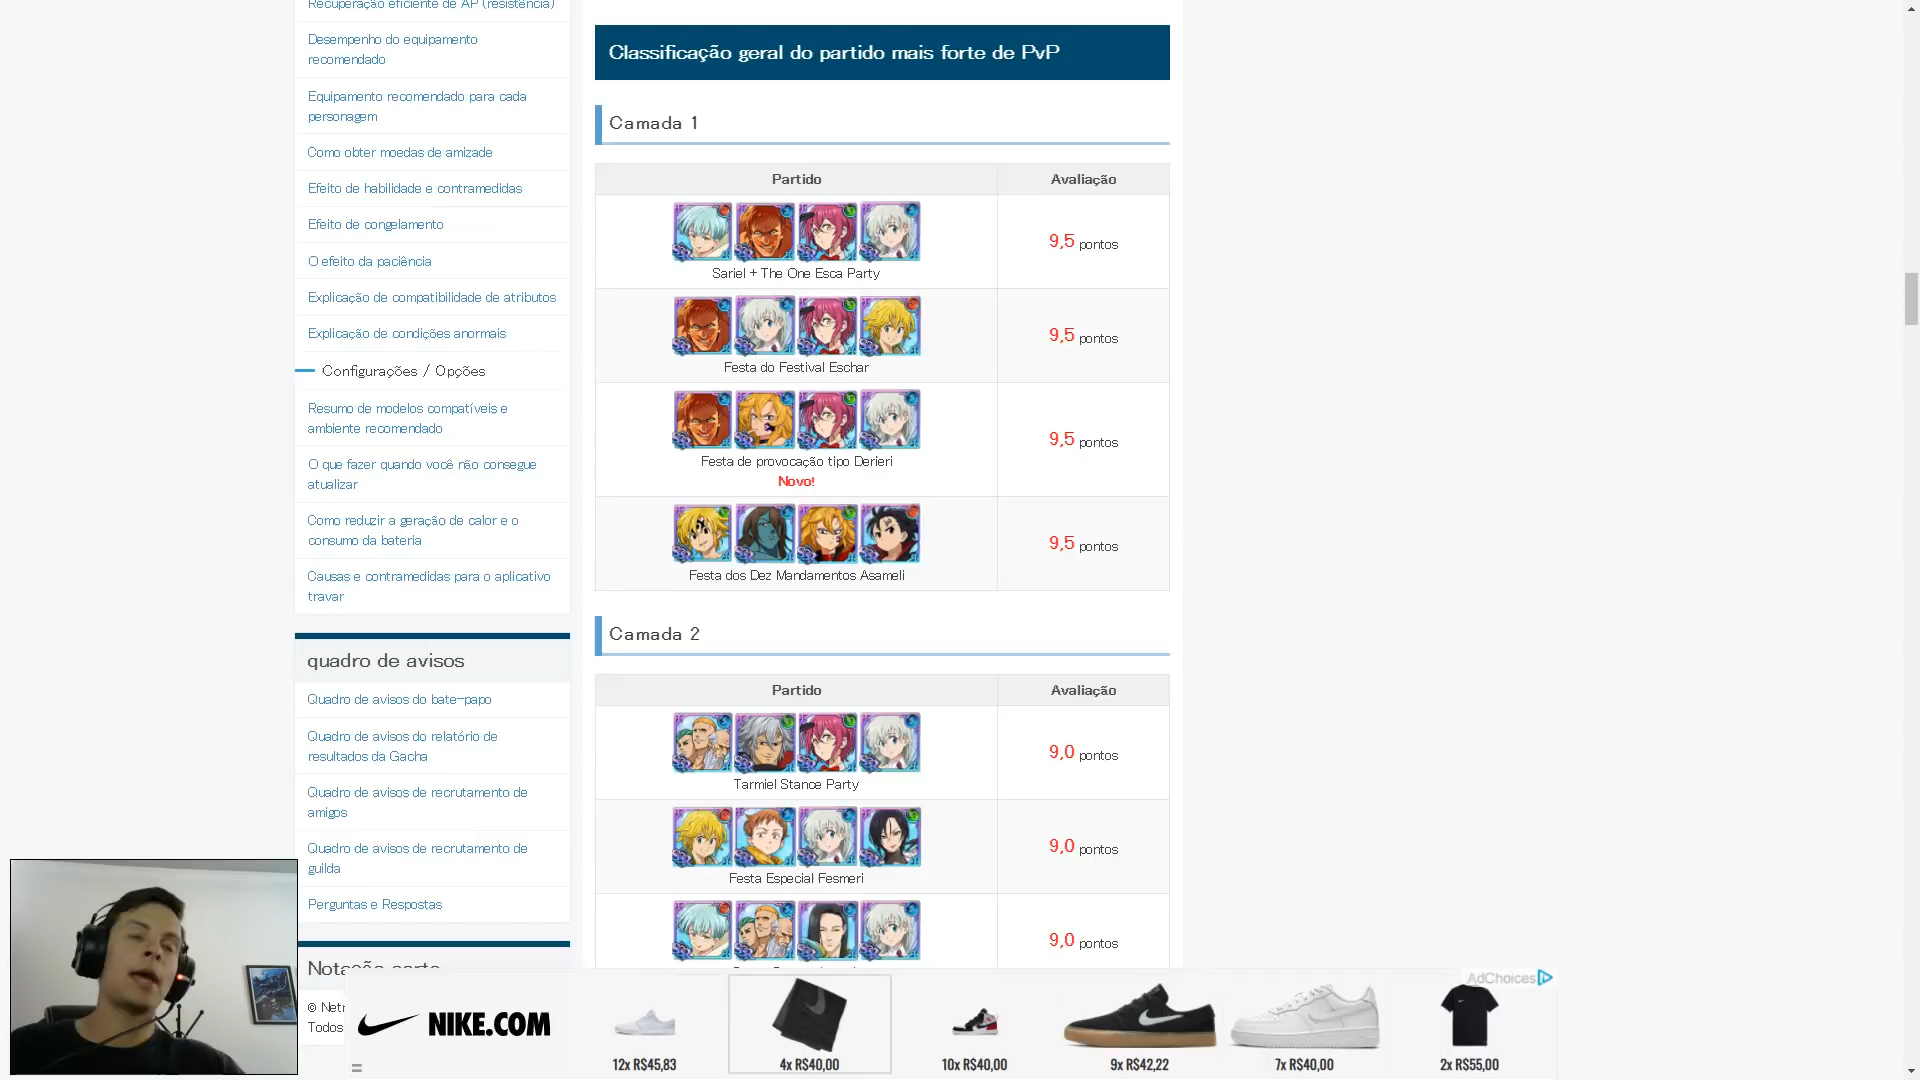 Recuperação eficiente de AP (resistência)
Desempenho do equipamento
recomendado
Equipamento recomendado para cada
personagem
Como obter moedas de amizade
Efeito de habilidade e contramedidas
Efeito de congelamento
O efeito da paciência
Explicação de compatibilidade de atributos
Explicação de condições anormais
Configurações / Opções
Resumo de modelos compatíveis e
ambiente recomendado
O que fazer quando você não consegue
atualizar
Como reduzir a geração de calor e o
consumo da bateria
Causas e contramedidas para o aplicativo
travar
quadro de avisos
Quadro de avisos do bate-papo
Quadro de avisos do relatório de
resultados da Gacha
Quadro de avisos de recrutamento de
amigos
Quadro de avisos de recrutamento de
guilda
Perguntas e Respostas
© Netr
Todos
Classificação geral do partido mais forte de PvP
Camada 1
Partido Avaliação
Sariel + The One Esca Party
9,5 pontos
Festa do Festival Eschar
9,5 pontos
Festa de provocação tipo Derieri
Novo!
9,5 pontos
Festa dos Dez Mandamentos Asameli
9,5 pontos
Camada 2
Partido Avaliação
Tarmiel Stance Party
9,0 pontos
Festa Especial Fesmeri
9,0 pontos
9,0 pontos
AdChoices
NIKE.COM
12x R$45,83
4x R$40,00
10x R$40,00
9x R$42,22
7x R$40,00
2x R$55,00